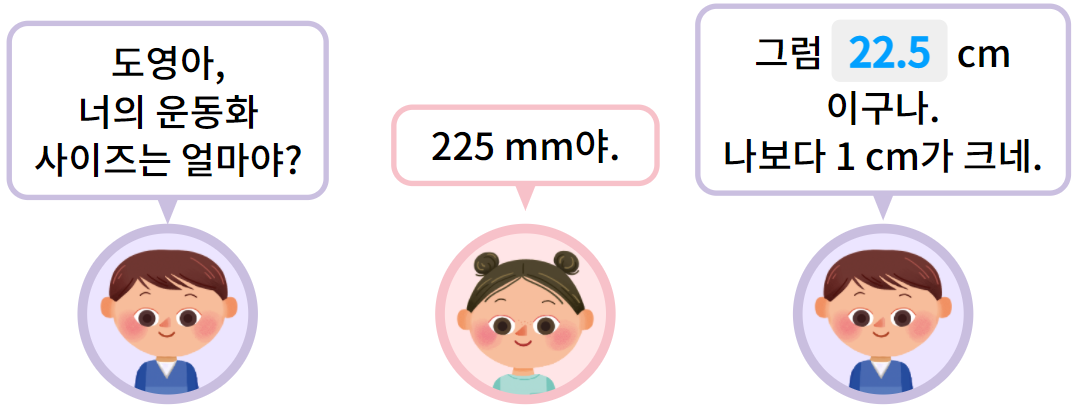 도영아,
너의 운동화
사이즈는 얼마야?
225 mm야.
그럼 22.5 cm
이구나.
나보다 1 cm가 크네.